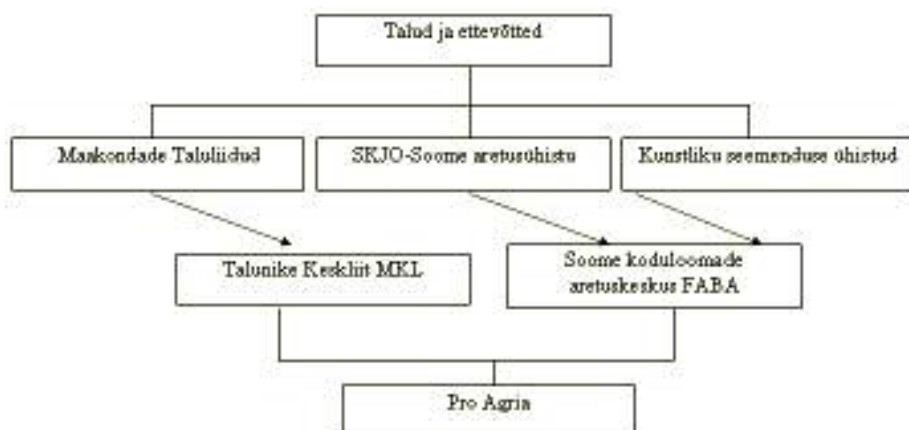 Talud ja ettevõtted
Maakondade Taluliidud
SKJO-Soome aretusühistu
Kunstliku seemenduse ühistud
Talunike Keskliit MKL
Soome koduloomade
aretuskeskus FABA
Pro Agria